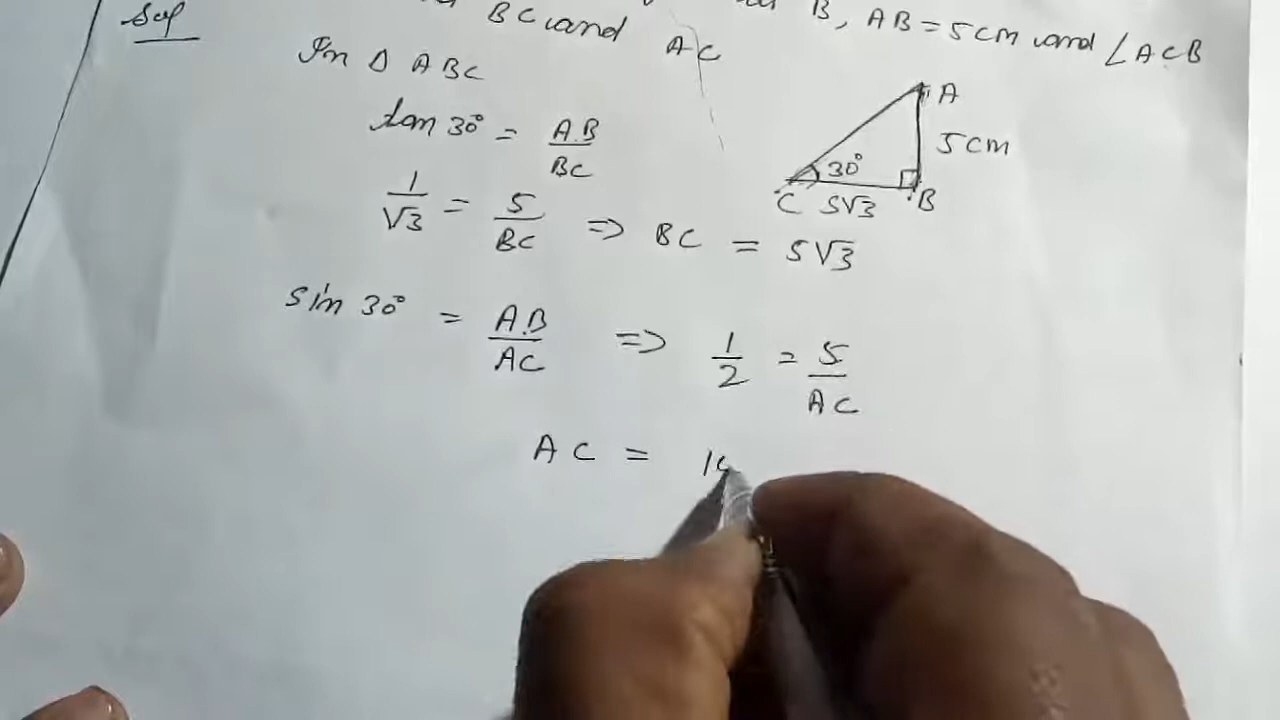 B, AB = 5cm and ∠ACB
Sol BC and AC
In Δ ABC
tan 30° = AB/BC
1/√3 = 5/BC => BC = 5√3
sin 30° = AB/AC => 1/2 = 5/AC
AC =
A
5cm
30°
C 5√3 B